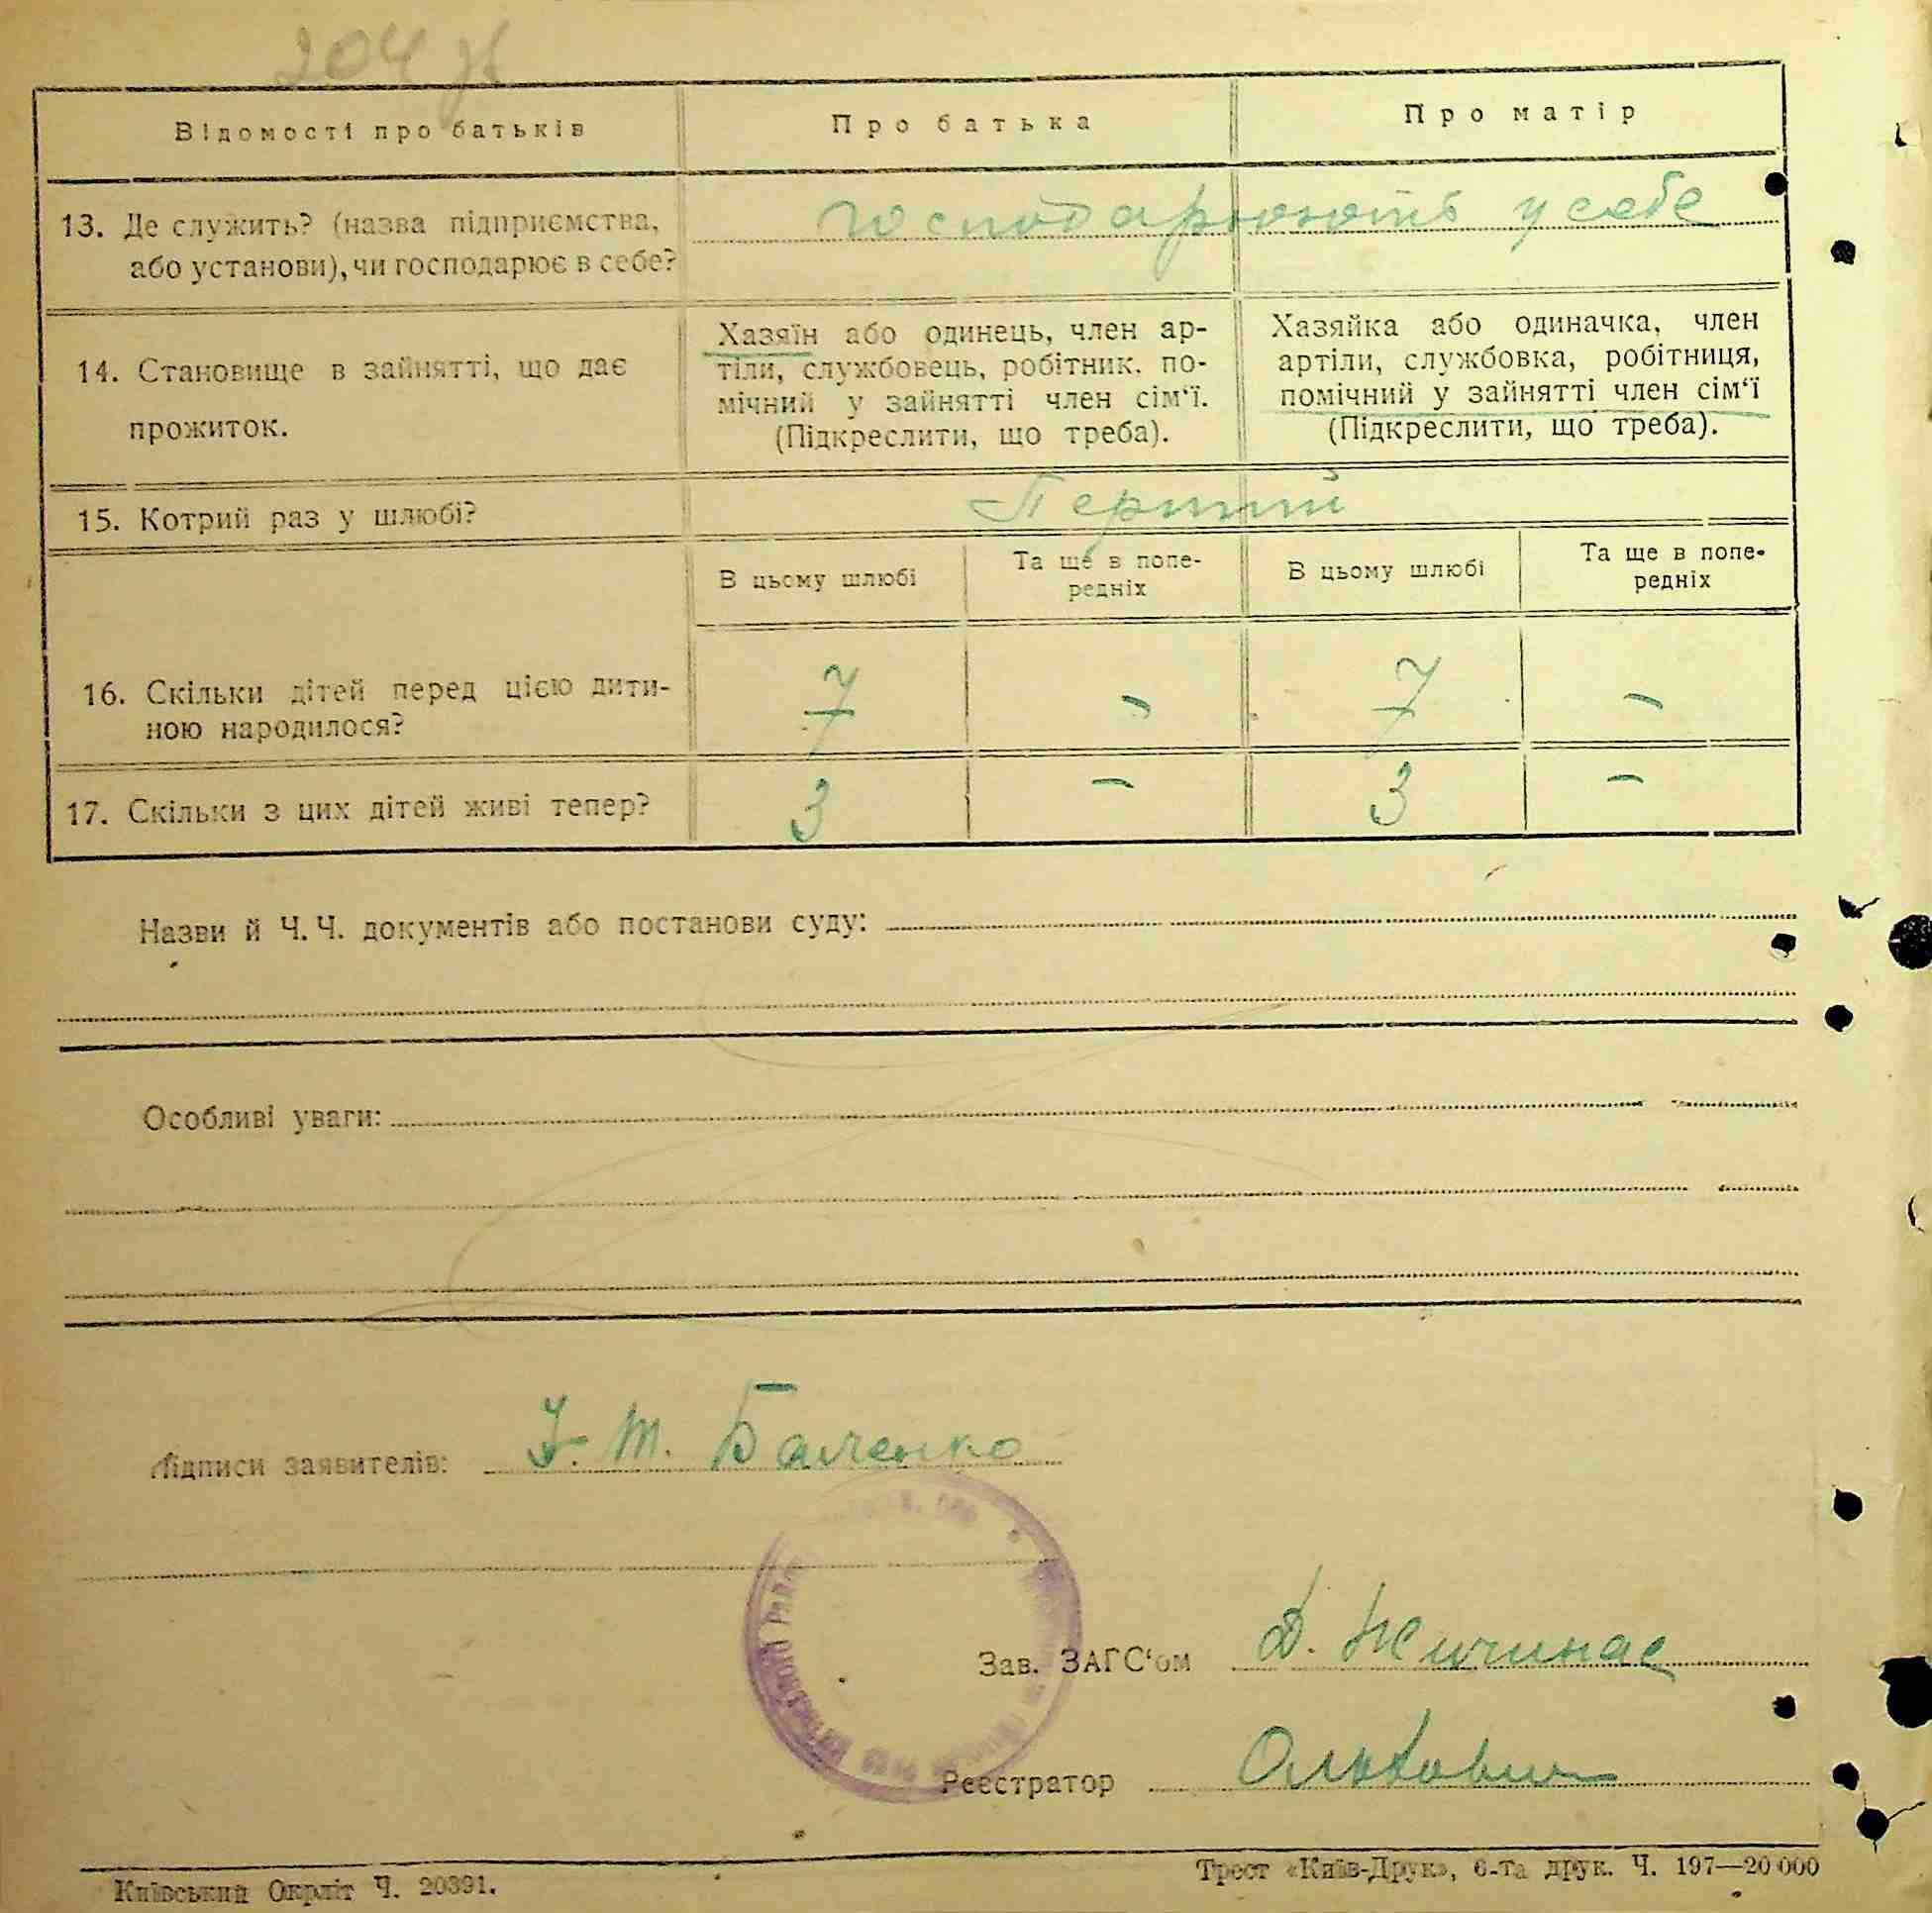 204
Відомості про батьків
Про батька
Про матір
13. Де служить? (назва підприємства,
або установи), чи господарює в себе?
господарюють у себе
14. Становище в зайнятті, що дає
прожиток.
Хазяїн або одинець, член ар-
тіли, службовець, робітник. по-
мічний у зайнятті член сім‘ї.
(Підкреслити, що треба).
Хазяйка або одиначка, член
артіли, службовка, робітниця,
помічний у зайнятті член сім‘ї
(Підкреслити, що треба).
15. Котрий раз у шлюбі?
Перший
В цьому шлюбі
Та ще в попе-
редніх
В цьому шлюбі
Та ще в попе-
редніх
16. Скільки дітей перед цією дити-
ною народилося?
7 - 7 -
17. Скільки з цих дітей живі тепер?
3 - 3 -
Назви й Ч. Ч. документів або постанови суду:
Особливі уваги:
Підписи заявителів:
Зав. ЗАГС‘ом
Реєстратор
Київський Окрліт Ч. 20391.
Трест «Київ-Друк», 6-та друк. Ч. 197—20 000